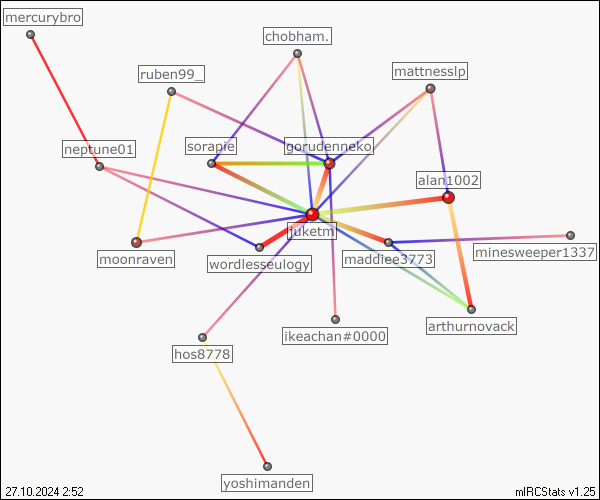 mercurybro
chobham.
ruben99_
mattnesslp
neptune01
sorapie
gorudenneko
alan1002
juketm
moonraven
wordlesseulogy
maddiee3773
minesweeper1337
arthurnovack
ikeachan#0000
hos8778
yoshimanden
27.10.2024 2:52
mIRCStats v1.25